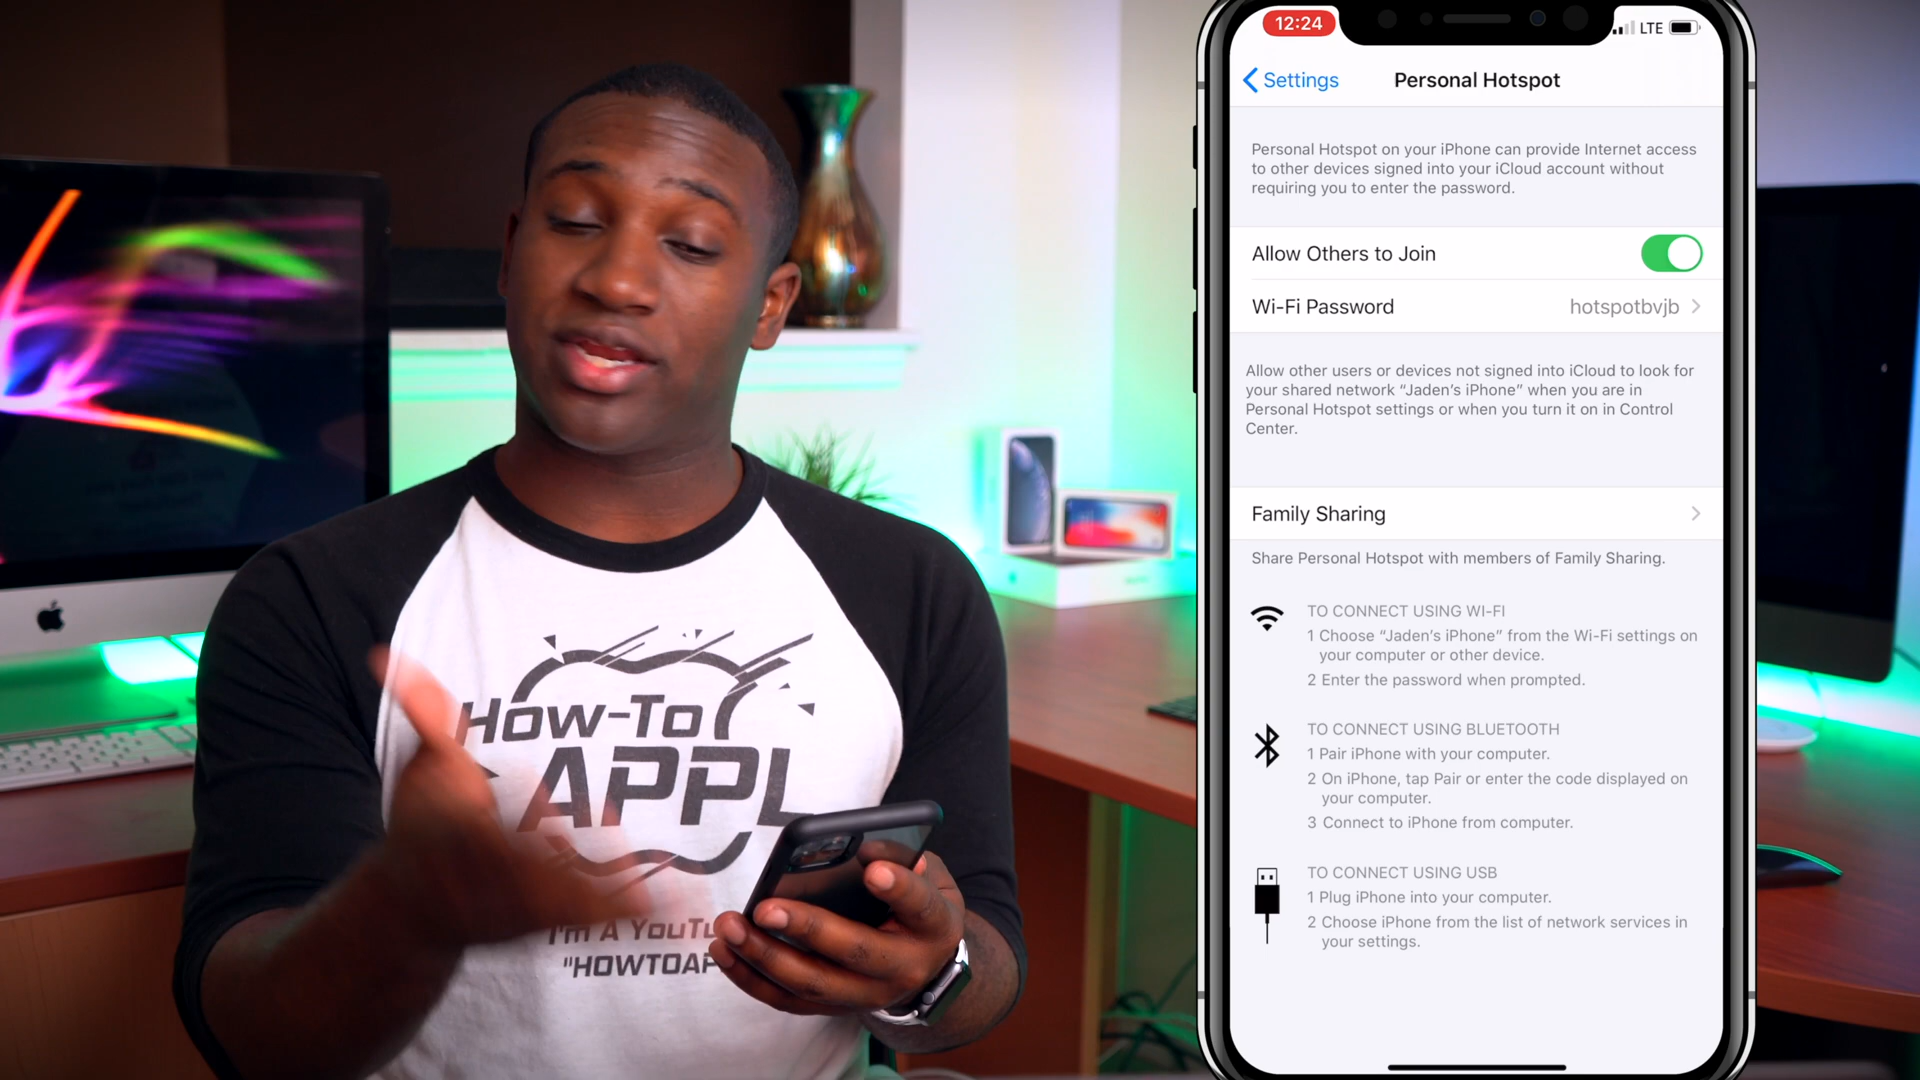 How-To
APPL
I'm A YouTu
"HOWTOAP
12:24
LTE
Settings
Personal Hotspot
Personal Hotspot on your iPhone can provide Internet access
to other devices signed into your iCloud account without
requiring you to enter the password.
Allow Others to Join
Wi-Fi Password hotspotbvjb
Allow other users or devices not signed into iCloud to look for
your shared network “Jaden’s iPhone” when you are in
Personal Hotspot settings or when you turn it on in Control
Center.
Family Sharing
Share Personal Hotspot with members of Family Sharing.
TO CONNECT USING WI-FI
1 Choose “Jaden’s iPhone” from the Wi-Fi settings on
your computer or other device.
2 Enter the password when prompted.
TO CONNECT USING BLUETOOTH
1 Pair iPhone with your computer.
2 On iPhone, tap Pair or enter the code displayed on
your computer.
3 Connect to iPhone from computer.
TO CONNECT USING USB
1 Plug iPhone into your computer.
2 Choose iPhone from the list of network services in
your settings.